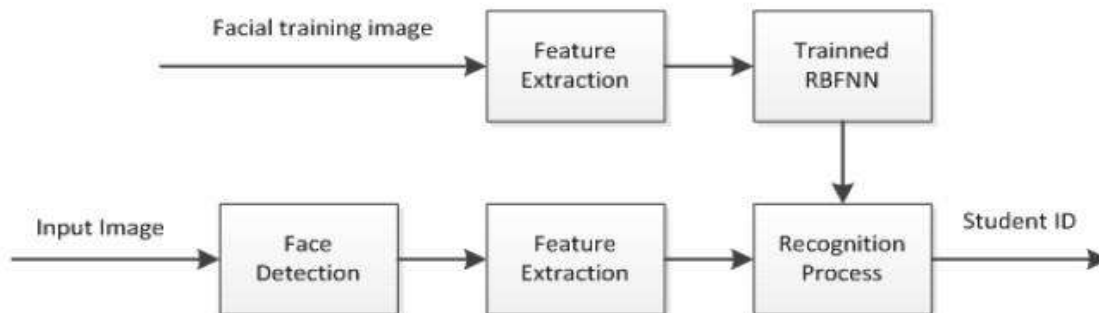 Facial training image
Feature
Extraction
Trainned
RBFNN
Input Image
Face
Detection
Feature
Extraction
Recognition
Process
Student ID